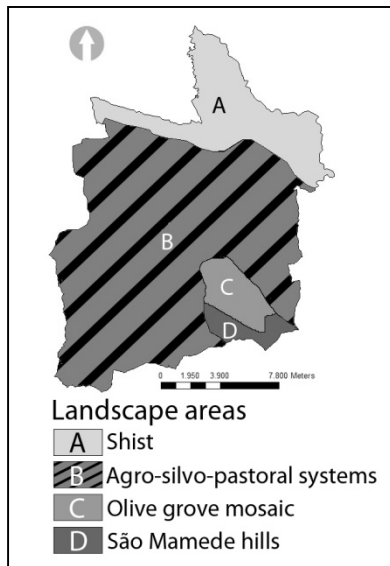 A
B
C
D
0 1.950 3.900 7.800 Meters
Landscape areas
A Shist
B Agro-silvo-pastoral systems
C Olive grove mosaic
D São Mamede hills